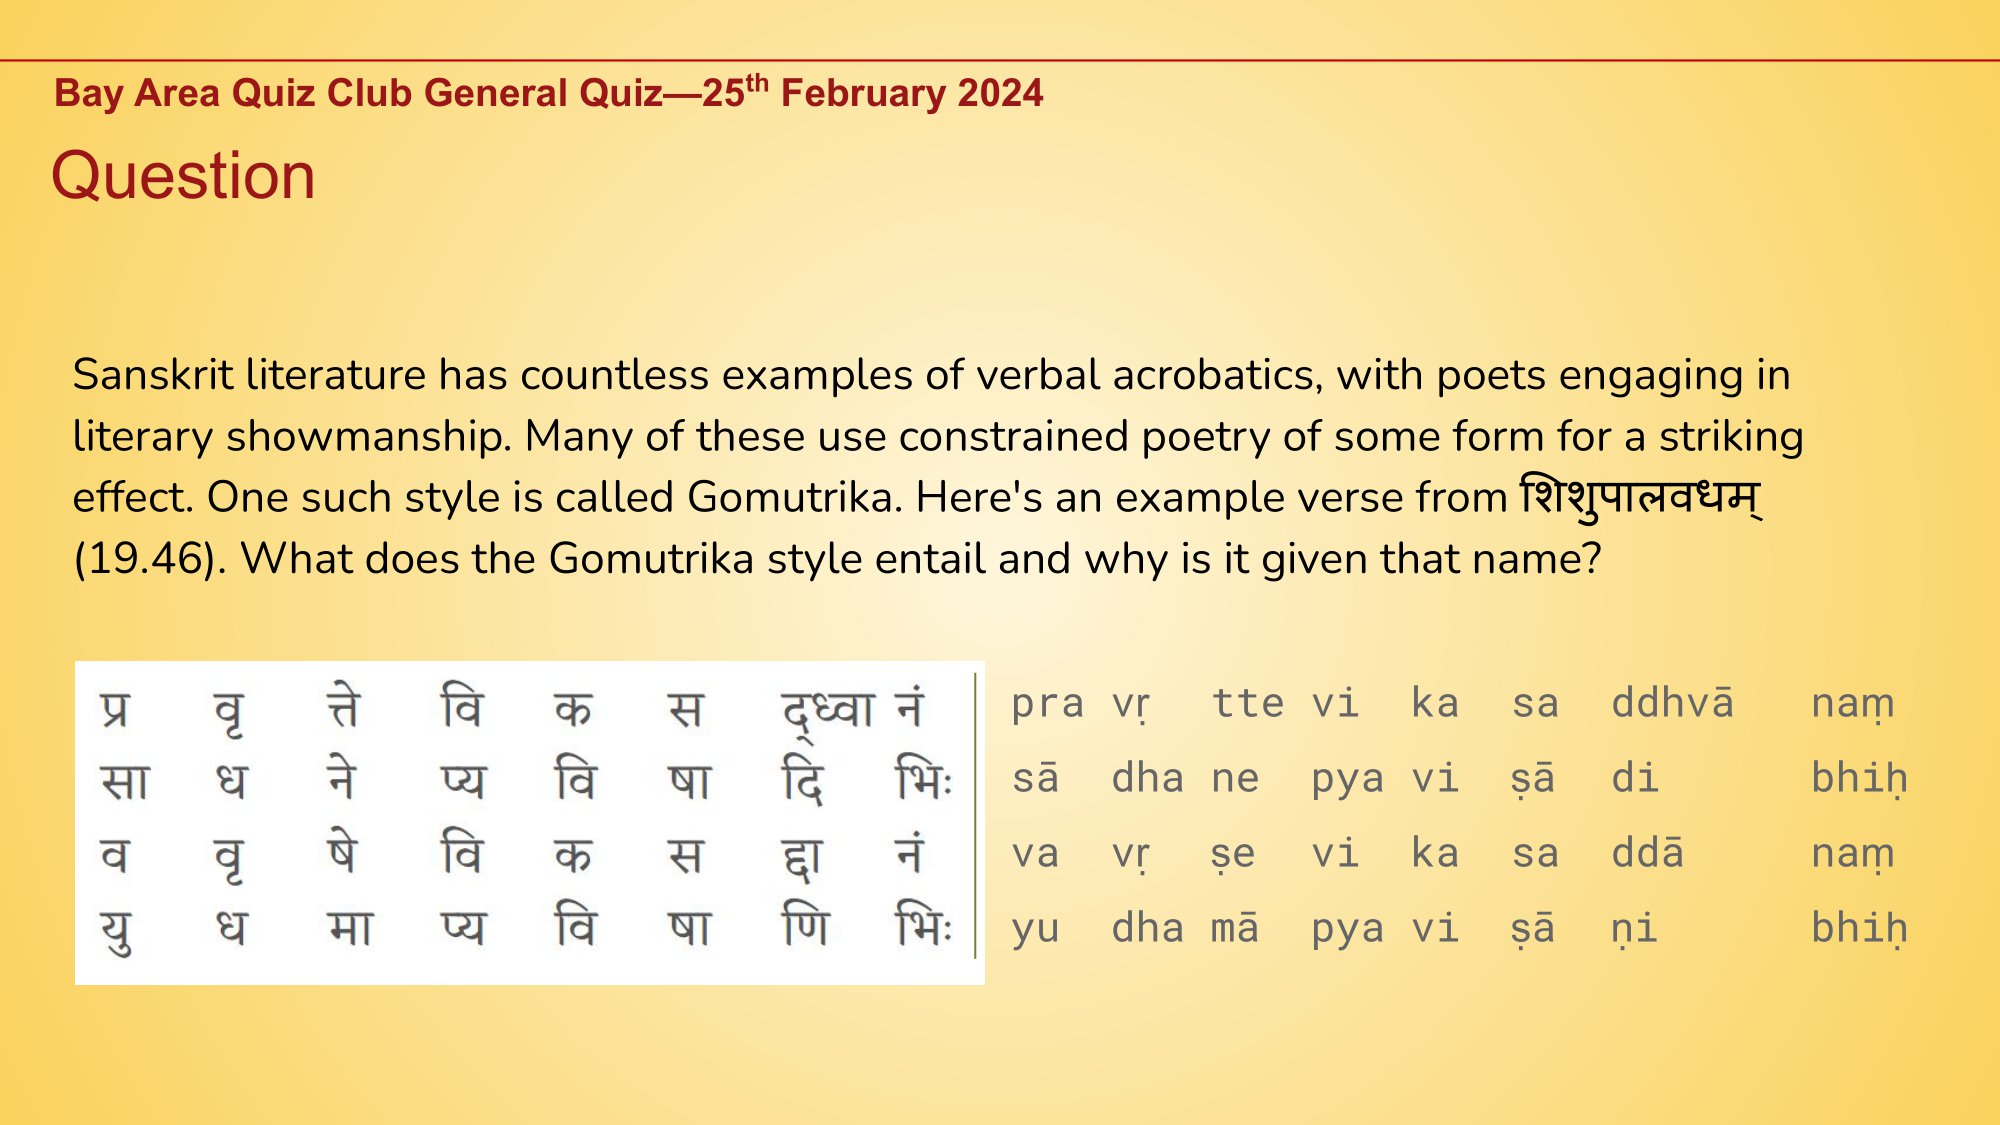 Bay Area Quiz Club General Quiz—25th February 2024
Question
Sanskrit literature has countless examples of verbal acrobatics, with poets engaging in
literary showmanship. Many of these use constrained poetry of some form for a striking
effect. One such style is called Gomutrika. Here's an example verse from शिशुपालवधम्
(19.46). What does the Gomutrika style entail and why is it given that name?
प्र वृ त्ते वि क स द्ध्वा नं
सा ध ने प्य वि षा दि भिः
व वृ षे वि क स द्दा नं
यु ध मा प्य वि षा णि भिः
pra vṛ tte vi ka sa ddhvā naṃ
sā dha ne pya vi ṣā di bhiḥ
va vṛ ṣe vi ka sa ddā naṃ
yu dha mā pya vi ṣā ṇi bhiḥ